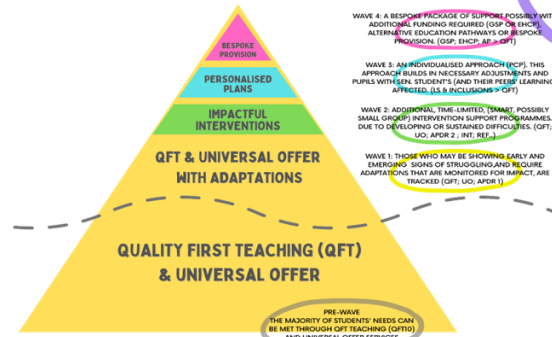 BESPOKE
PROVISION
PERSONALISED
PLANS
IMPACTFUL
INTERVENTIONS
QFT & UNIVERSAL OFFER
WITH ADAPTATIONS
QUALITY FIRST TEACHING (QFT)
& UNIVERSAL OFFER
PRE-WAVE
THE MAJORITY OF STUDENTS' NEEDS CAN
BE MET THROUGH QFT TEACHING (QFT10)
AND UNIVERSAL OFFER SERVICES
WAVE 4: A BESPOKE PACKAGE OF SUPPORT POSSIBLY WIT
ADDITIONAL FUNDING REQUIRED (GSP OR EHCP),
ALTERNATIVE EDUCATION PATHWAYS OR BESPOKE
PROVISION. (GSP; EHCP; AP > QFT)
WAVE 3: AN INDIVIDUALISED APPROACH (PCP). THIS
APPROACH BUILDS IN NECESSARY ADJUSTMENTS AND
PUPILS WITH SEN. STUDENT'S (AND THEIR PEERS' LEARNING
AFFECTED. (LS & INCLUSIONS > QFT)
WAVE 2: ADDITIONAL, TIME-LIMITED, (SMART, POSSIBLY
SMALL GROUP) INTERVENTION SUPPORT PROGRAMMES.
DUE TO DEVELOPING OR SUSTAINED DIFFICULTIES. (QFT;
UO; APDR 2 ; INT; REF.)
WAVE 1: THOSE WHO MAY BE SHOWING EARLY AND
EMERGING SIGNS OF STRUGGLING AND REQUIRE
ADAPTATIONS THAT ARE MONITORED FOR IMPACT, ARE
TRACKED (QFT; UO; APDR 1)